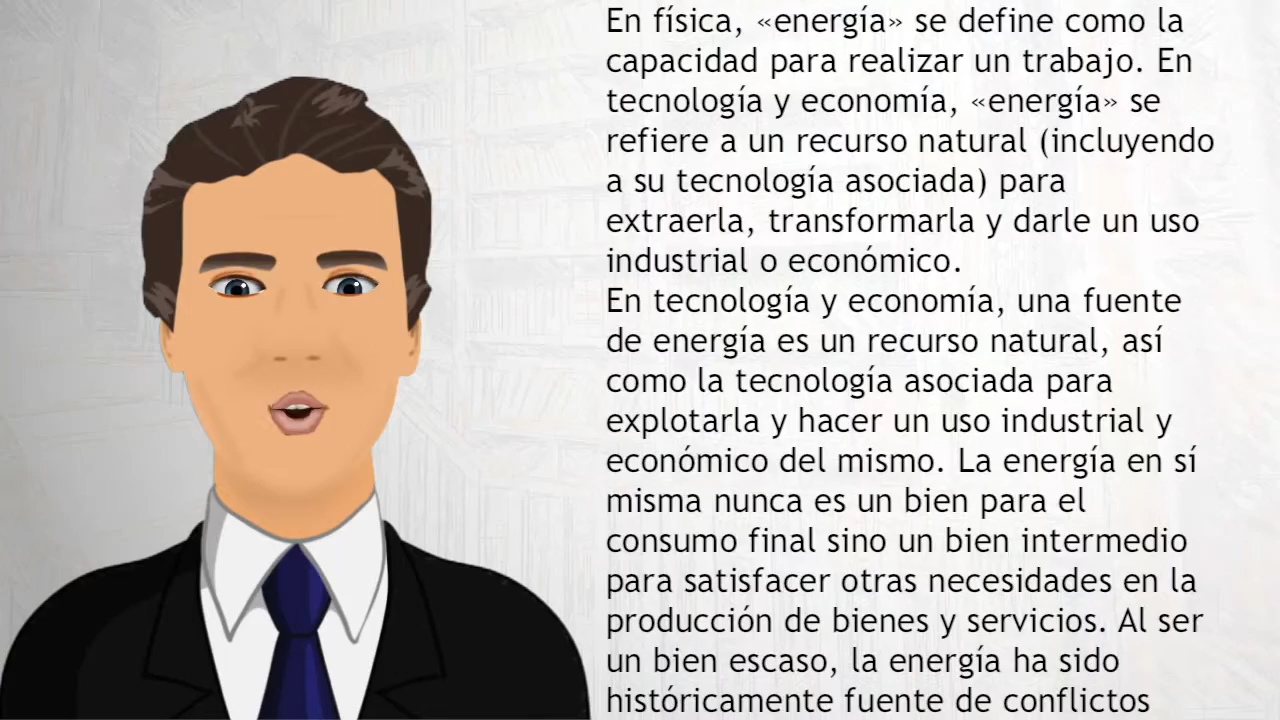 En física, «energía» se define como la
capacidad para realizar un trabajo. En
tecnología y economía, «energía» se
refiere a un recurso natural (incluyendo
a su tecnología asociada) para
extraerla, transformarla y darle un uso
industrial o económico.
En tecnología y economía, una fuente
de energía es un recurso natural, así
como la tecnología asociada para
explotarla y hacer un uso industrial y
económico del mismo. La energía en sí
misma nunca es un bien para el
consumo final sino un bien intermedio
para satisfacer otras necesidades en la
producción de bienes y servicios. Al ser
un bien escaso, la energía ha sido
históricamente fuente de conflictos